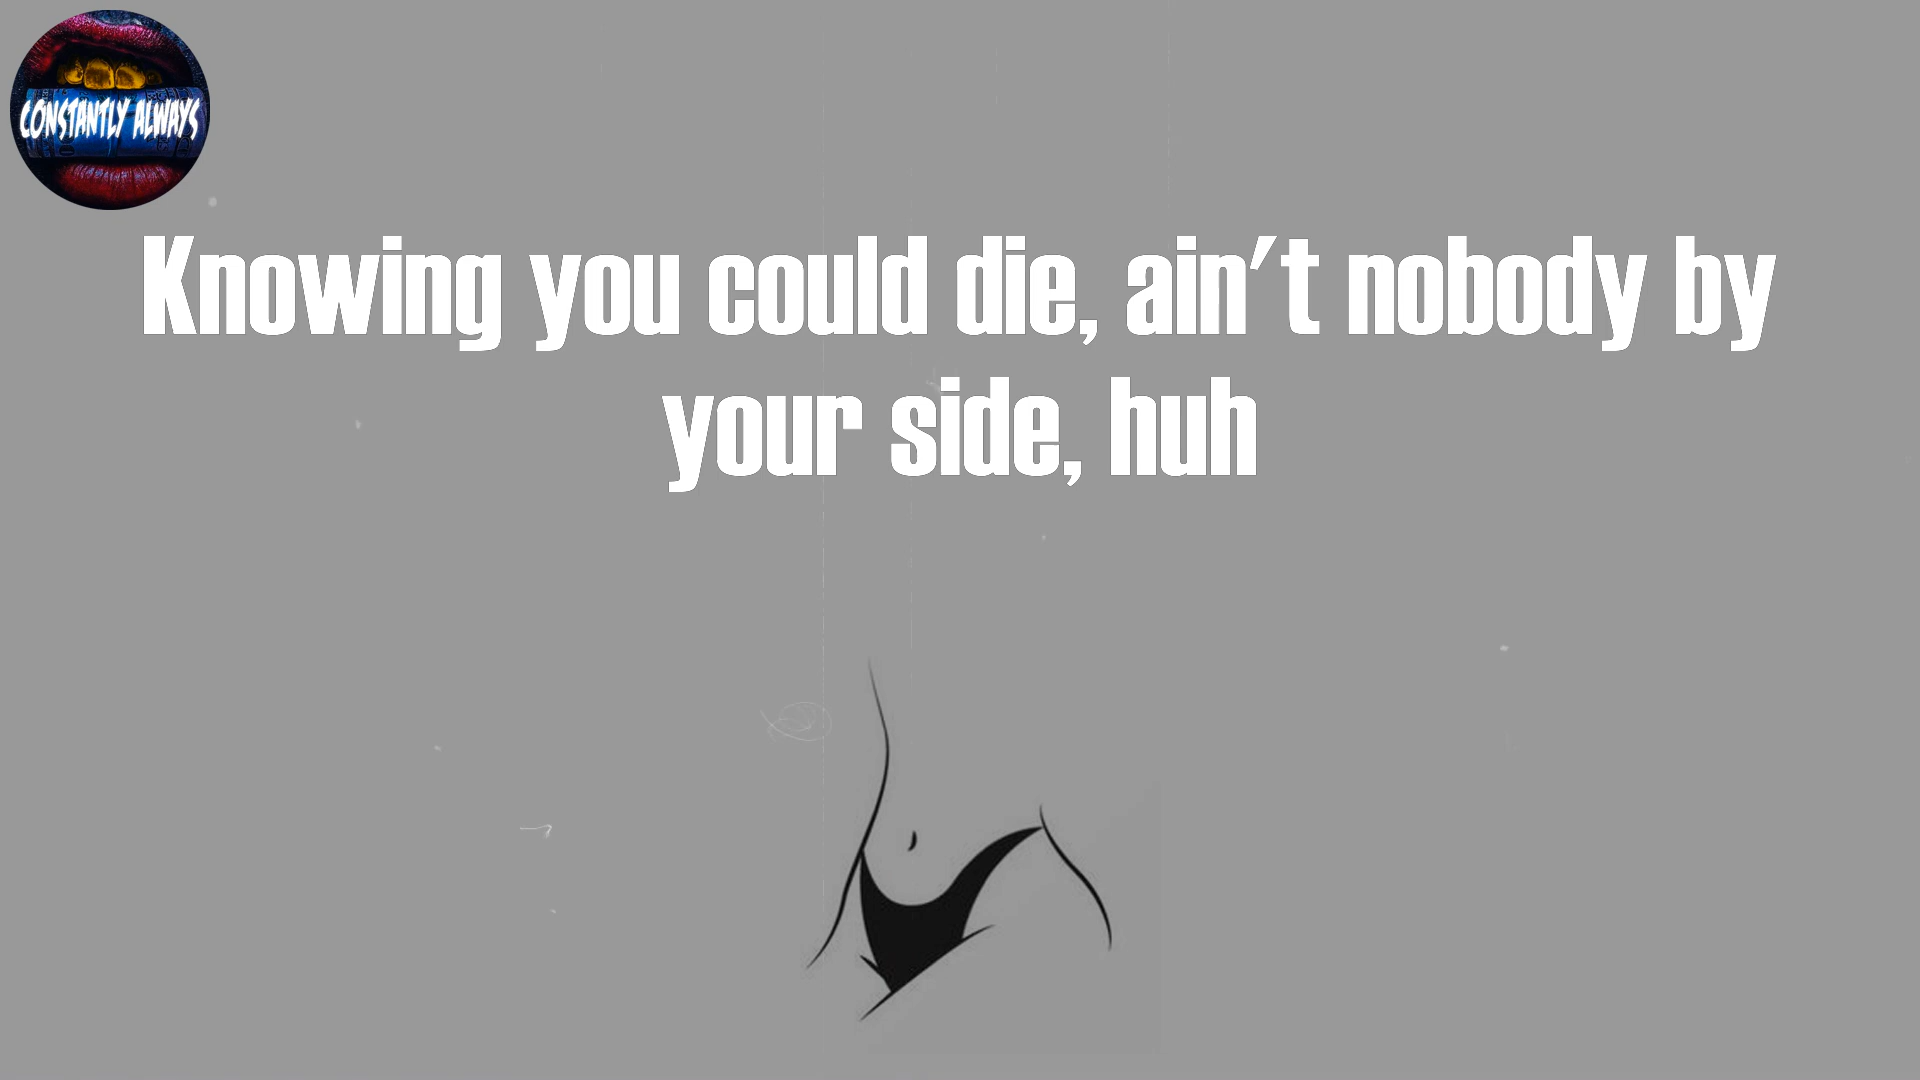 CONSTANTLY ALWAYS
Knowing you could die, ain't nobody by
your side, huh